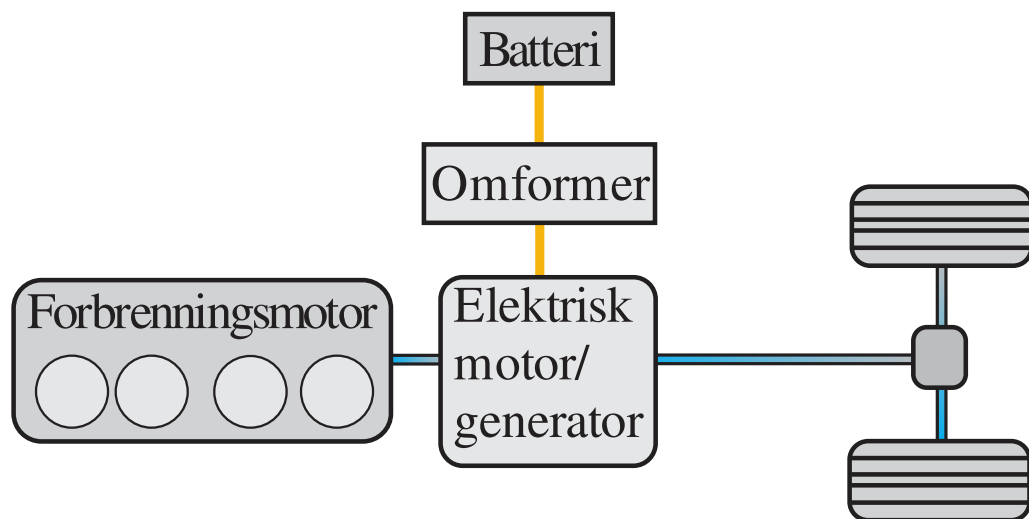 Batteri
Omformer
Forbrenningsmotor
Elektrisk
motor/
generator